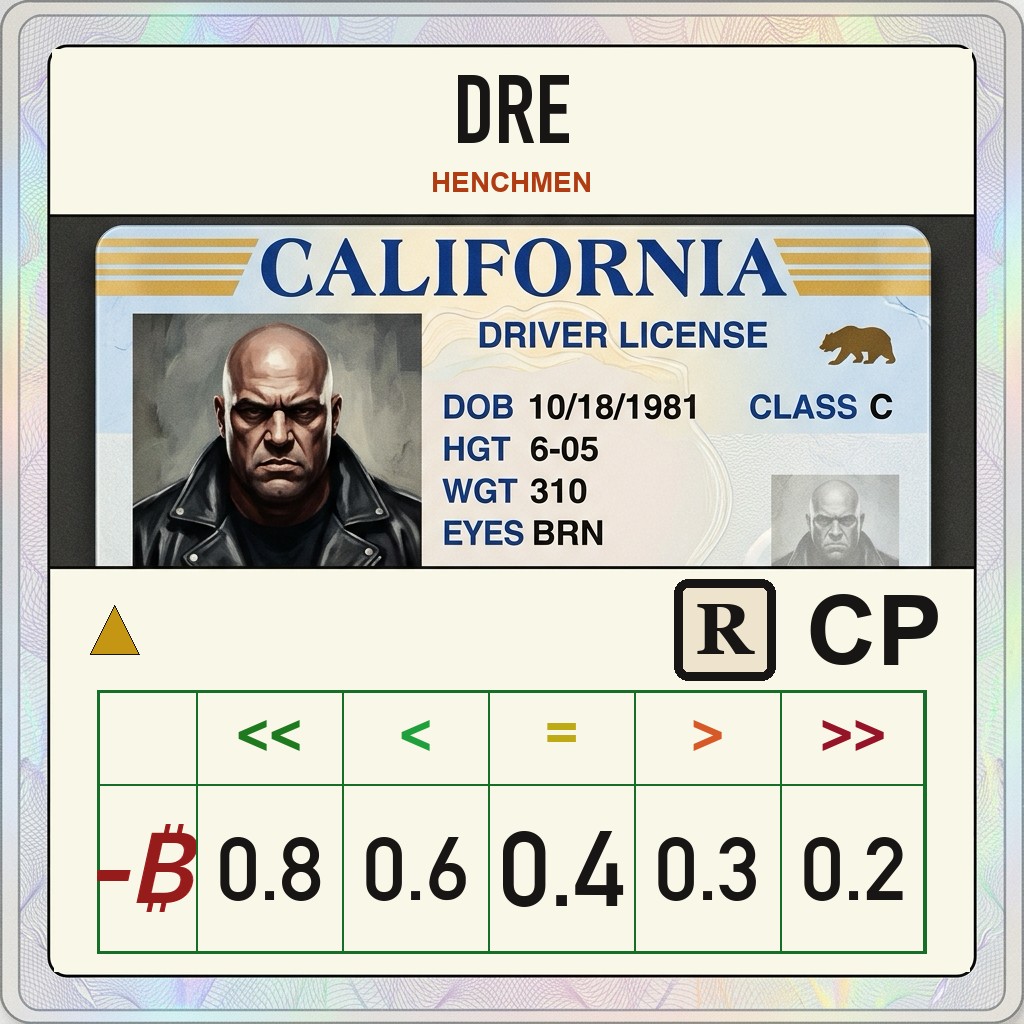 DRE
HENCHMEN
CALIFORNIA
DRIVER LICENSE
DOB 10/18/1981 CLASS C
HGT 6-05
WGT 310
EYES BRN
R CP
<< < = > >>
-₿ 0.8 0.6 0.4 0.3 0.2